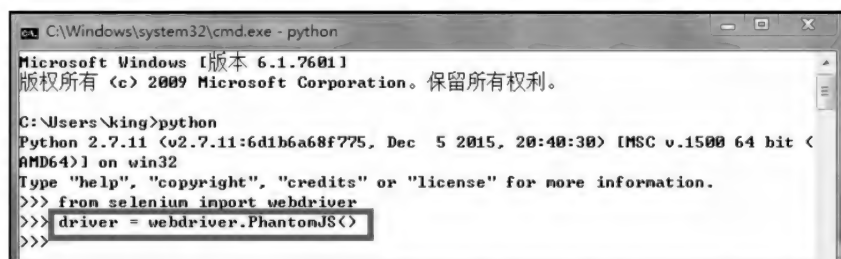 C:\Windows\system32\cmd.exe - python
Microsoft Windows [版本 6.1.7601]
版权所有 (c) 2009 Microsoft Corporation。保留所有权利。
C:\Users\king>python
Python 2.7.11 (v2.7.11:6d1b6a68f775, Dec  5 2015, 20:40:30) [MSC v.1500 64 bit (
AMD64)] on win32
Type "help", "copyright", "credits" or "license" for more information.
>>> from selenium import webdriver
>>> driver = webdriver.PhantomJS()
>>>